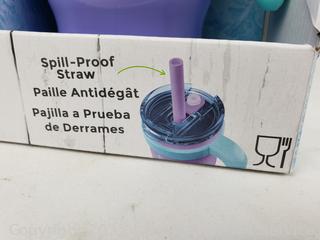 Spill-Proof
Straw
Paille Antidégât
Pajilla a Prueba
de Derrames